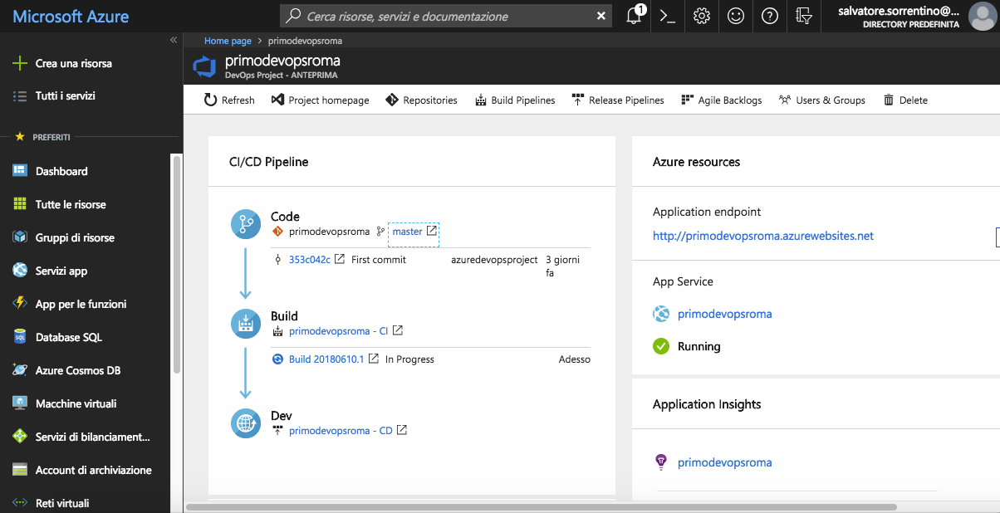 Microsoft Azure
Cerca risorse, servizi e documentazione
1
salvatore.sorrentino@...
DIRECTORY PREDEFINITA
Crea una risorsa
Tutti i servizi
PREFERITI
Dashboard
Tutte le risorse
Gruppi di risorse
Servizi app
App per le funzioni
Database SQL
Azure Cosmos DB
Macchine virtuali
Servizi di bilanciament...
Account di archiviazione
Reti virtuali
Home page > primodevopsroma
primodevopsroma
DevOps Project - ANTEPRIMA
Refresh Project homepage Repositories Build Pipelines Release Pipelines Agile Backlogs Users & Groups Delete
CI/CD Pipeline
Code
primodevopsroma master
353c042c First commit azuredevopsproject 3 giorni
fa
Build
primodevopsroma - CI
Build 20180610.1 In Progress Adesso
Dev
primodevopsroma - CD
Azure resources
Application endpoint
http://primodevopsroma.azurewebsites.net
App Service
primodevopsroma
Running
Application Insights
primodevopsroma